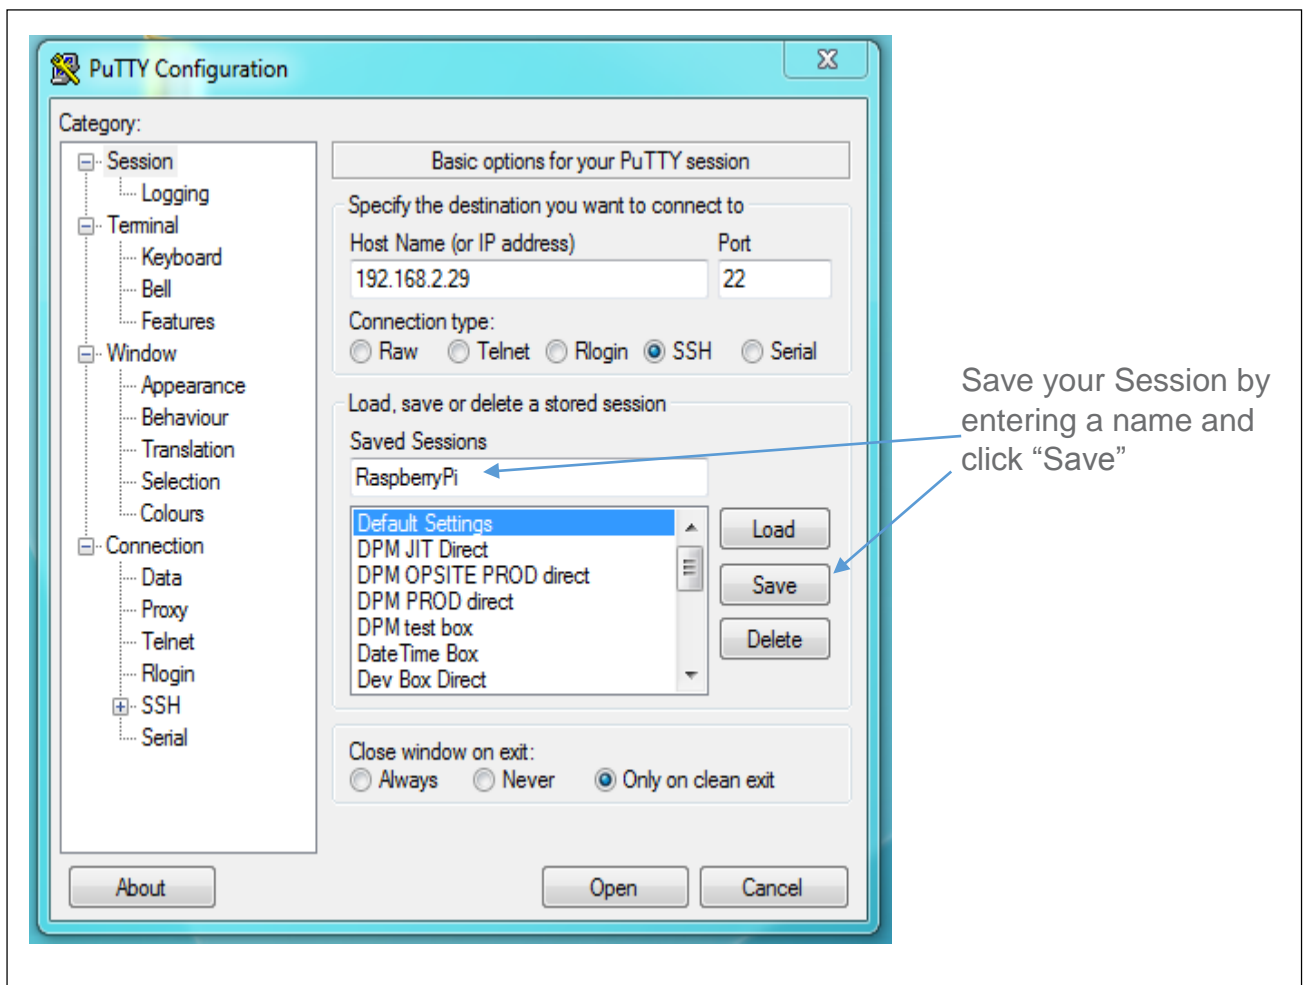 PuTTY Configuration
Category:
Session
Logging
Terminal
Keyboard
Bell
Features
Window
Appearance
Behaviour
Translation
Selection
Colours
Connection
Data
Proxy
Telnet
Rlogin
SSH
Serial
Basic options for your PuTTY session
Specify the destination you want to connect to
Host Name (or IP address) Port
192.168.2.29 22
Connection type:
Raw Telnet Rlogin SSH Serial
Load, save or delete a stored session
Saved Sessions
RaspberryPi
Default Settings
DPM JIT Direct
DPM OPSITE PROD direct
DPM PROD direct
DPM test box
DateTime Box
Dev Box Direct
Load
Save
Delete
Close window on exit:
Always Never Only on clean exit
About Open Cancel
Save your Session by
entering a name and
click “Save”